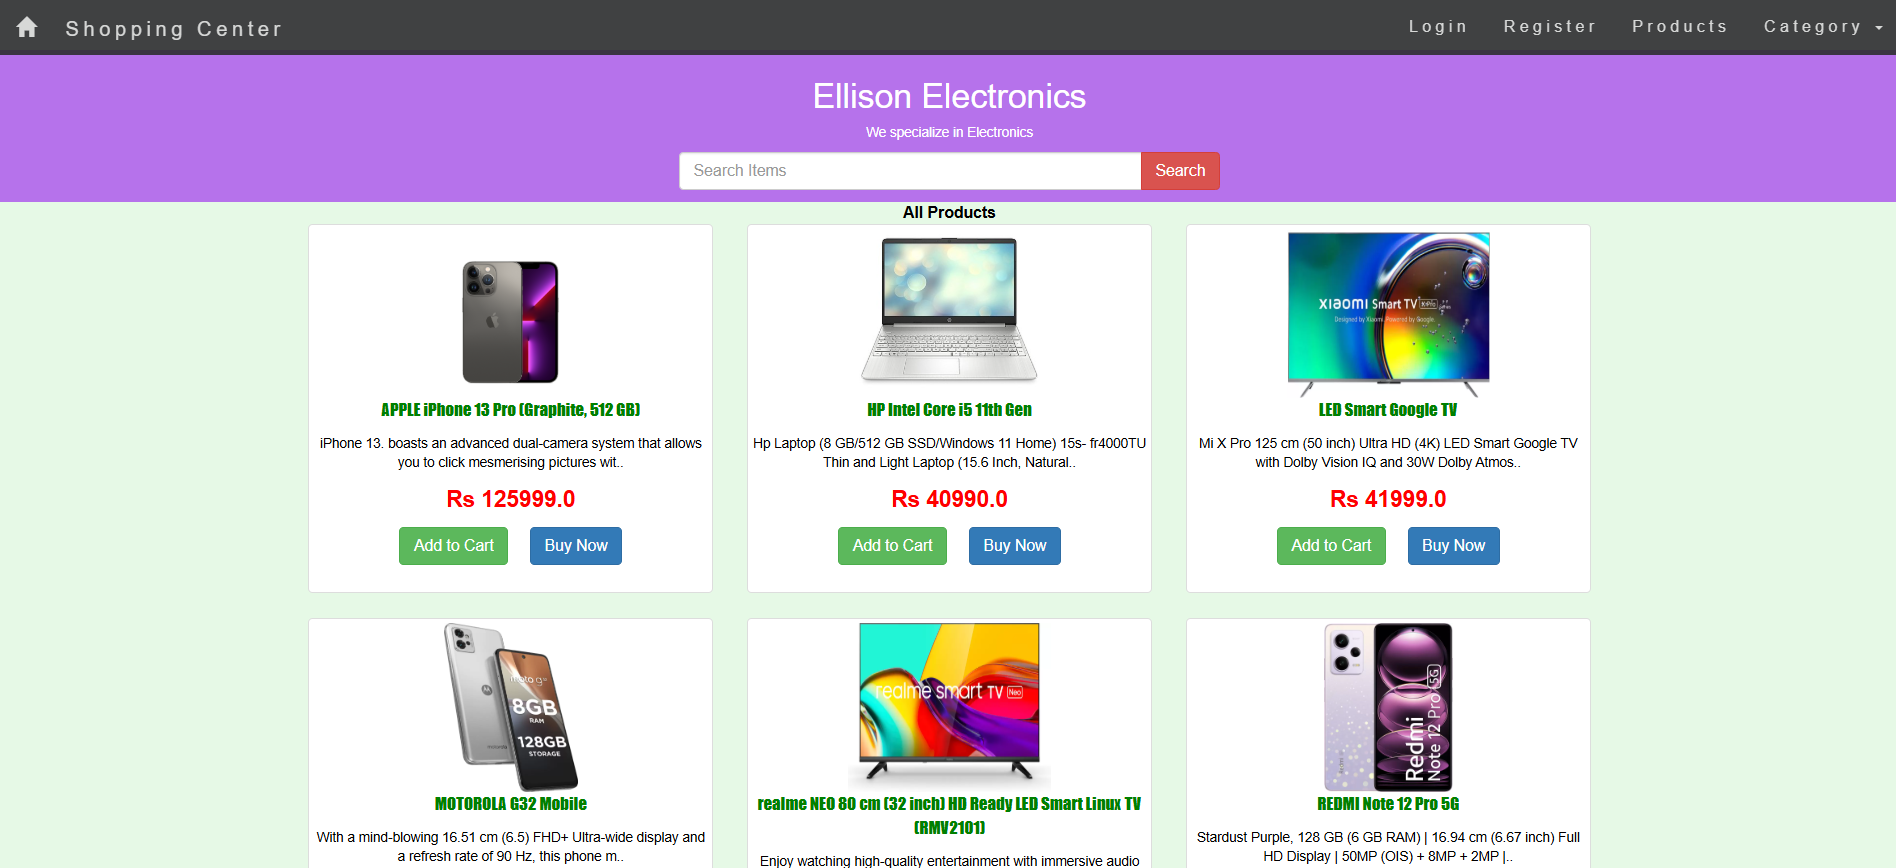 Shopping Center
Login
Register
Products
Category
Ellison Electronics
We specialize in Electronics
Search Items
Search
All Products
XIAOMI Smart TV X Pro
Designed by Xiaomi. Powered by Google.
APPLE iPhone 13 Pro (Graphite, 512 GB)
iPhone 13. boasts an advanced dual-camera system that allows
you to click mesmerising pictures wit..
Rs 125999.0
Add to Cart
Buy Now
HP Intel Core i5 11th Gen
Hp Laptop (8 GB/512 GB SSD/Windows 11 Home) 15s- fr4000TU
Thin and Light Laptop (15.6 Inch, Natural..
Rs 40990.0
Add to Cart
Buy Now
LED Smart Google TV
Mi X Pro 125 cm (50 inch) Ultra HD (4K) LED Smart Google TV
with Dolby Vision IQ and 30W Dolby Atmos..
Rs 41999.0
Add to Cart
Buy Now
moto g32
8GB
RAM
128GB
STORAGE
motorola
MOTOROLA G32 Mobile
With a mind-blowing 16.51 cm (6.5) FHD+ Ultra-wide display and
a refresh rate of 90 Hz, this phone m..
realme smart TV Neo
realme NEO 80 cm (32 inch) HD Ready LED Smart Linux TV
(RMV2101)
Enjoy watching high-quality entertainment with immersive audio
Redmi
Note 12 Pro 5G
REDMI Note 12 Pro 5G
Stardust Purple, 128 GB (6 GB RAM) | 16.94 cm (6.67 inch) Full
HD Display | 50MP (OIS) + 8MP + 2MP |..